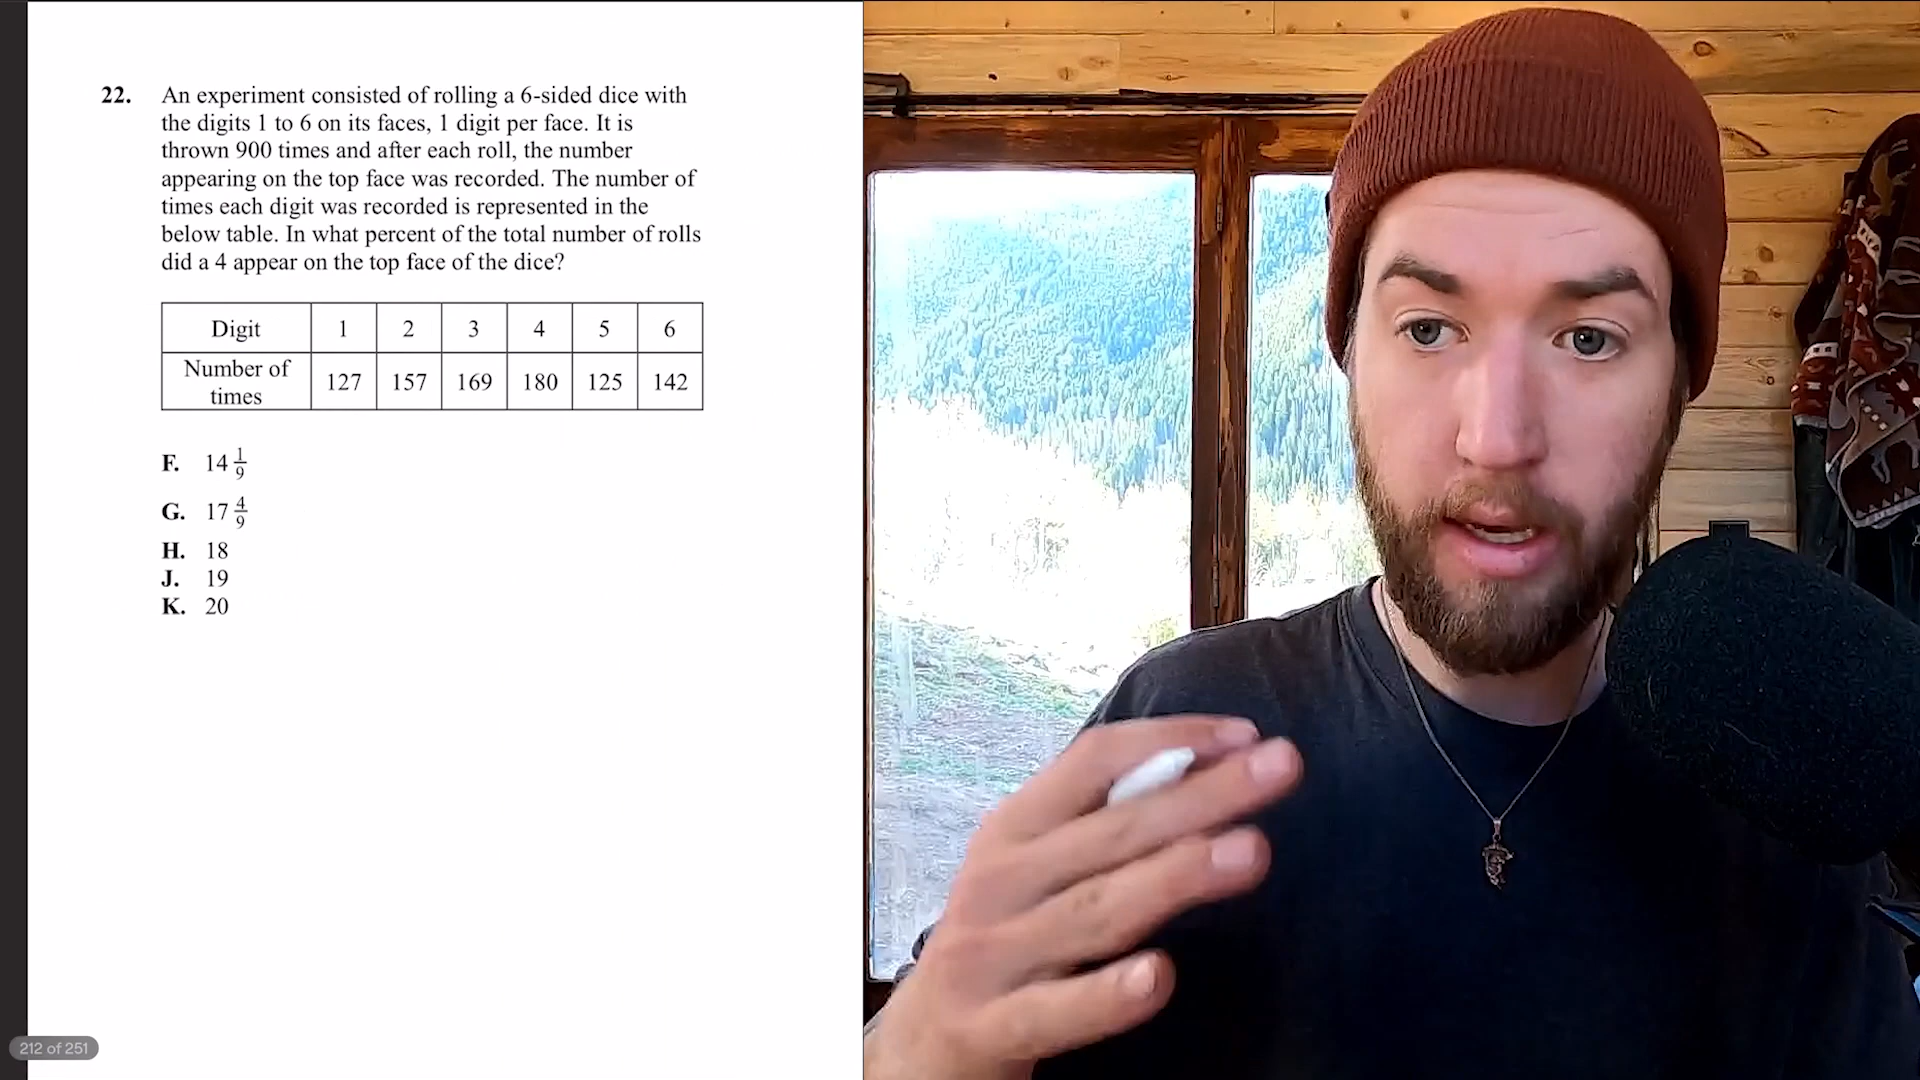 22. An experiment consisted of rolling a 6-sided dice with
the digits 1 to 6 on its faces, 1 digit per face. It is
thrown 900 times and after each roll, the number
appearing on the top face was recorded. The number of
times each digit was recorded is represented in the
below table. In what percent of the total number of rolls
did a 4 appear on the top face of the dice?
Digit 1 2 3 4 5 6
Number of times 127 157 169 180 125 142
F. 14 1/9
G. 17 4/9
H. 18
J. 19
K. 20
212 of 251